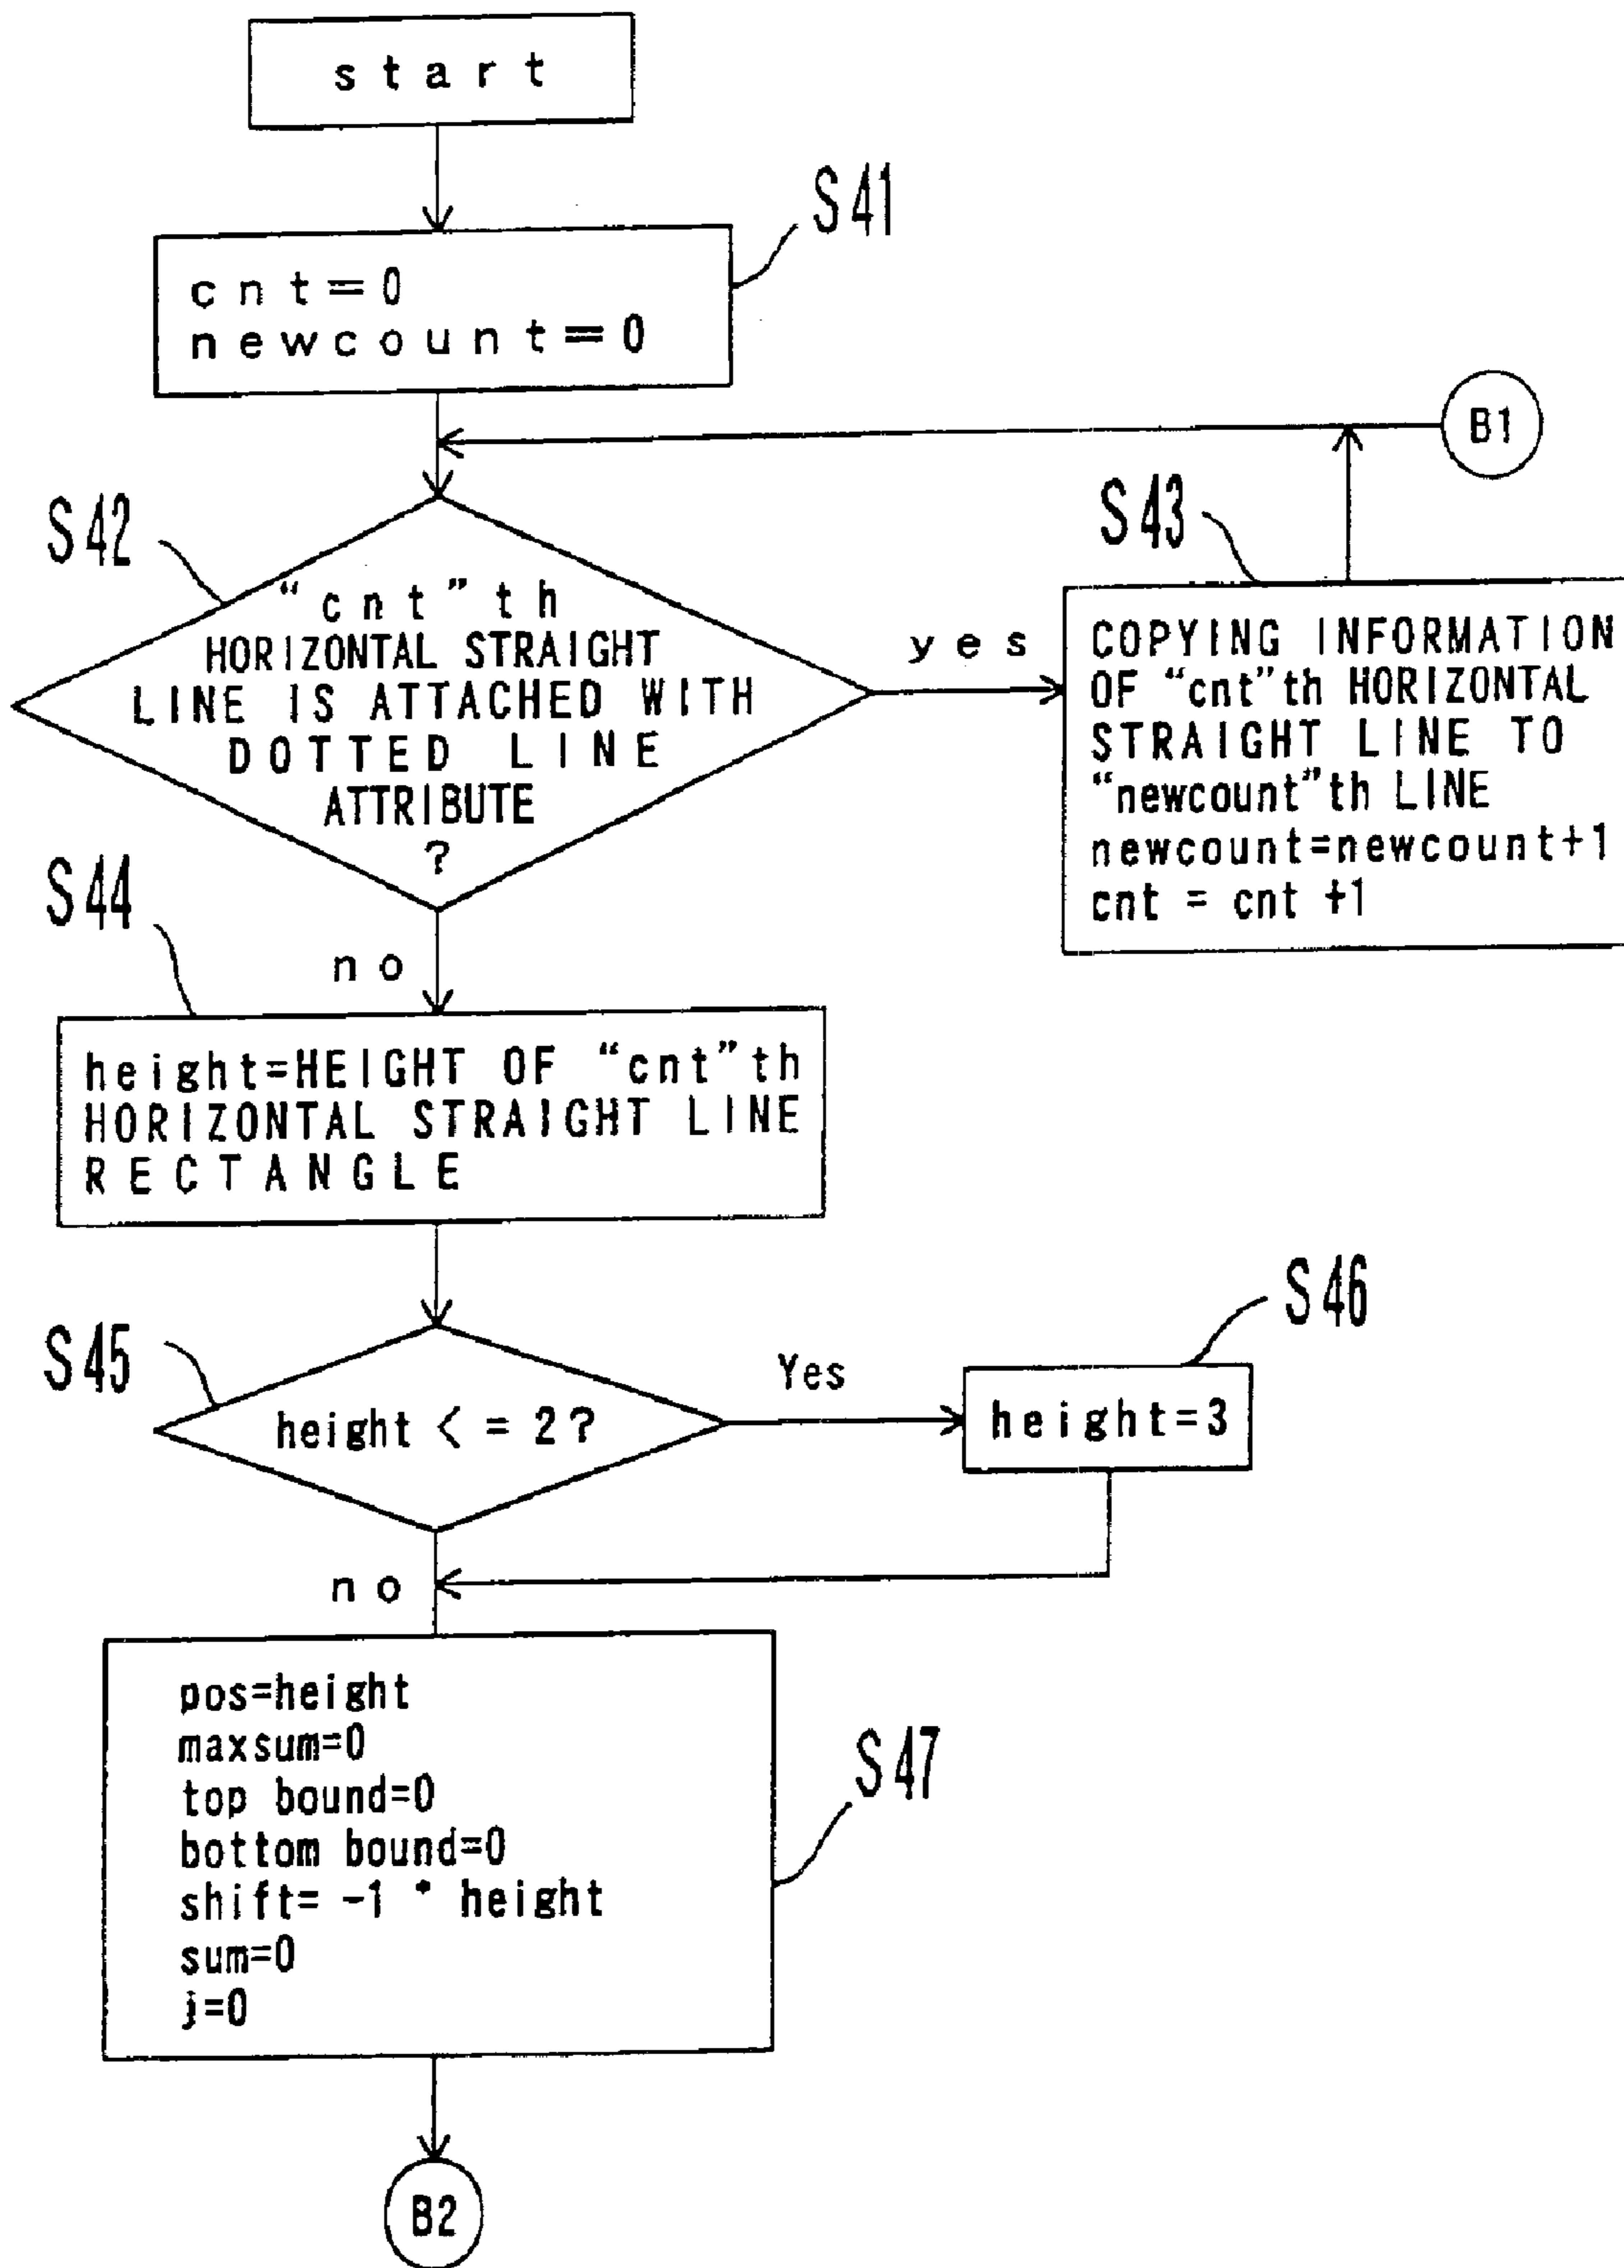 start
S41
cnt=0
newcount=0
B1
S42
S43
"cnt"th
HORIZONTAL STRAIGHT
LINE IS ATTACHED WITH
DOTTED LINE
ATTRIBUTE
?
yes
COPYING INFORMATION
OF "cnt"th HORIZONTAL
STRAIGHT LINE TO
"newcount"th LINE
newcount=newcount+1
cnt = cnt +1
S44
no
height=HEIGHT OF "cnt"th
HORIZONTAL STRAIGHT LINE
RECTANGLE
S45
height < = 2?
Yes
S46
height=3
no
pos=height
maxsum=0
top bound=0
bottom bound=0
shift= -1 * height
sum=0
j=0
S47
B2